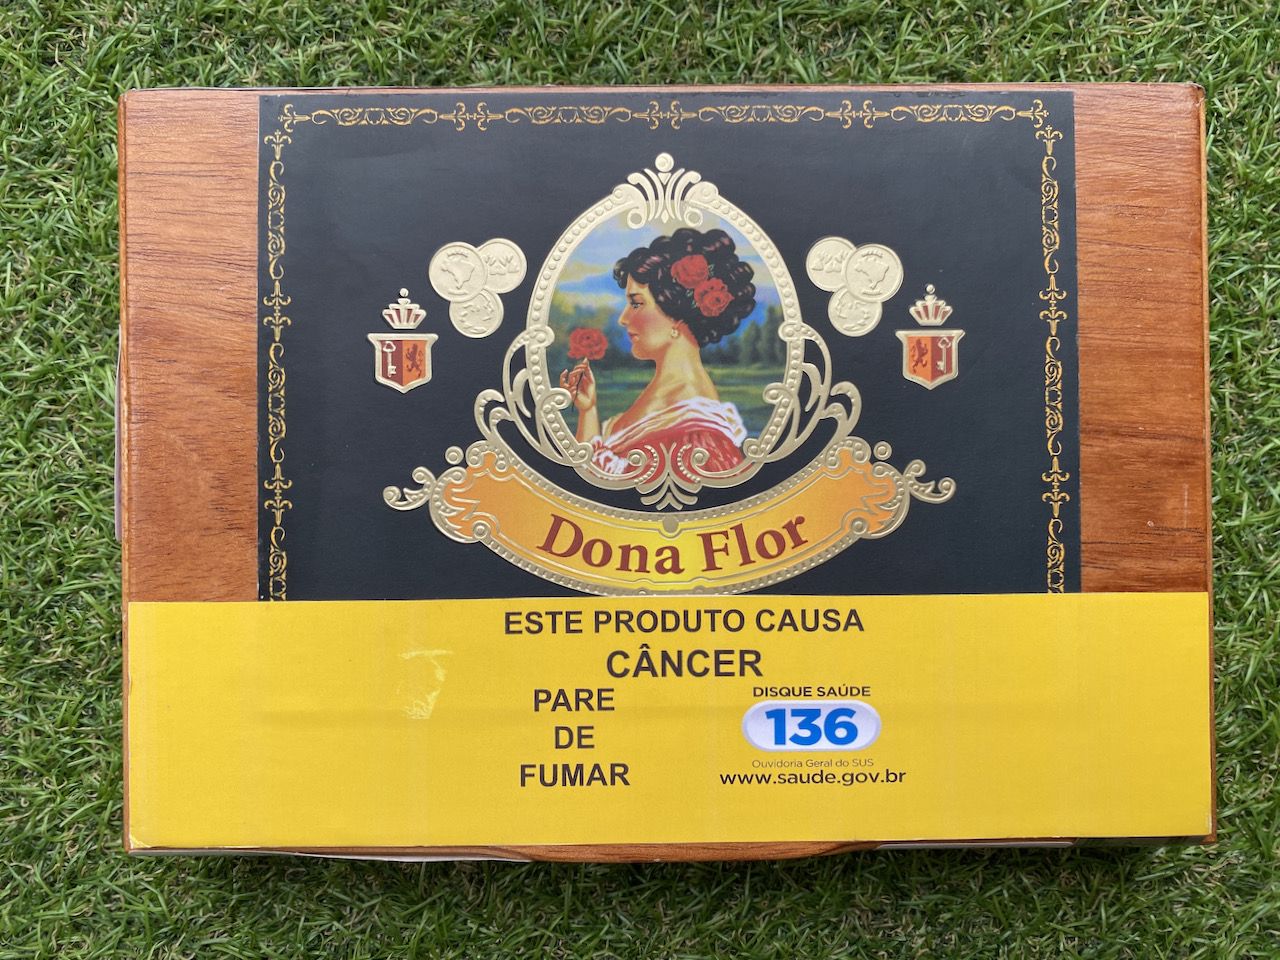 Dona Flor
ESTE PRODUTO CAUSA
CÂNCER
PARE
DE
FUMAR
DISQUE SAÚDE
136
Ouvidoria Geral do SUS
www.saude.gov.br